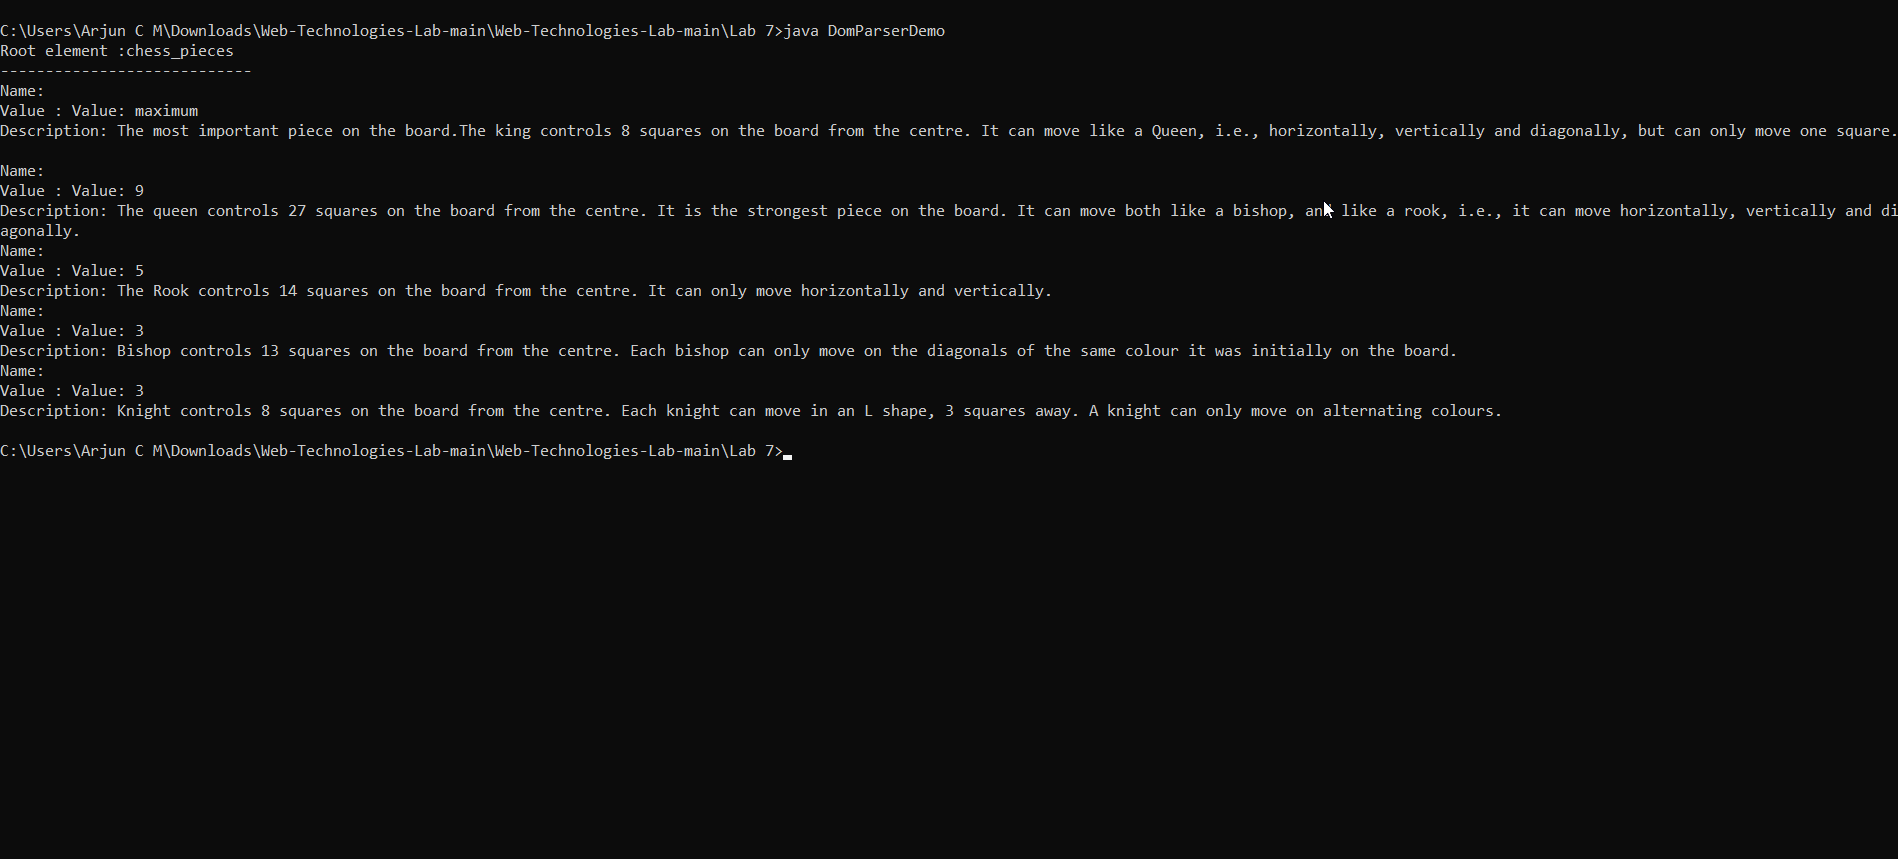 C:\Users\Arjun C M\Downloads\Web-Technologies-Lab-main\Web-Technologies-Lab-main\Lab 7>java DomParserDemo
Root element :chess_pieces
----------------------------
Name:
Value : Value: maximum
Description: The most important piece on the board.The king controls 8 squares on the board from the centre. It can move like a Queen, i.e., horizontally, vertically and diagonally, but can only move one square.
Name:
Value : Value: 9
Description: The queen controls 27 squares on the board from the centre. It is the strongest piece on the board. It can move both like a bishop, and like a rook, i.e., it can move horizontally, vertically and di
agonally.
Name:
Value : Value: 5
Description: The Rook controls 14 squares on the board from the centre. It can only move horizontally and vertically.
Name:
Value : Value: 3
Description: Bishop controls 13 squares on the board from the centre. Each bishop can only move on the diagonals of the same colour it was initially on the board.
Name:
Value : Value: 3
Description: Knight controls 8 squares on the board from the centre. Each knight can move in an L shape, 3 squares away. A knight can only move on alternating colours.
C:\Users\Arjun C M\Downloads\Web-Technologies-Lab-main\Web-Technologies-Lab-main\Lab 7>